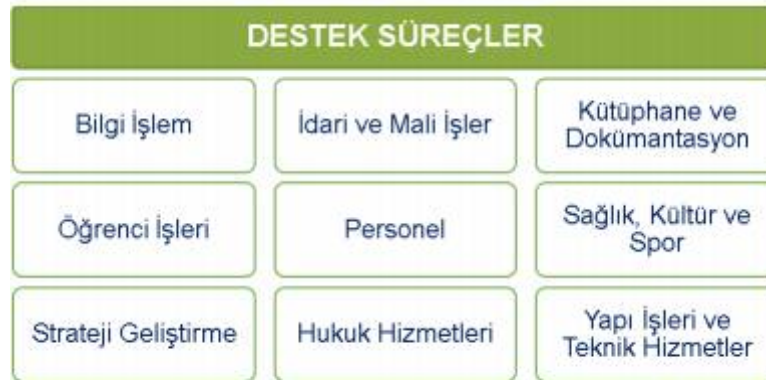 DESTEK SÜREÇLER
Bilgi İşlem
İdari ve Mali İşler
Kütüphane ve
Dokümantasyon
Öğrenci İşleri
Personel
Sağlık, Kültür ve
Spor
Strateji Geliştirme
Hukuk Hizmetleri
Yapı İşleri ve
Teknik Hizmetler